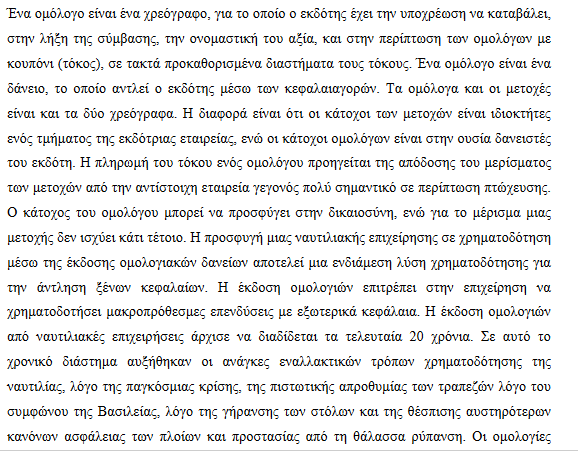 Ένα ομόλογο είναι ένα χρεόγραφο, για το οποίο ο εκδότης έχει την υποχρέωση να καταβάλει,
στην λήξη της σύμβασης, την ονομαστική του αξία, και στην περίπτωση των ομολόγων με
κουπόνι (τόκος), σε τακτά προκαθορισμένα διαστήματα τους τόκους. Ένα ομόλογο είναι ένα
δάνειο, το οποίο αντλεί ο εκδότης μέσω των κεφαλαιαγορών. Τα ομόλογα και οι μετοχές
είναι και τα δύο χρεόγραφα. Η διαφορά είναι ότι οι κάτοχοι των μετοχών είναι ιδιοκτήτες
ενός τμήματος της εκδότριας εταιρείας, ενώ οι κάτοχοι ομολόγων είναι στην ουσία δανειστές
του εκδότη. Η πληρωμή του τόκου ενός ομολόγου προηγείται της απόδοσης του μερίσματος
των μετοχών από την αντίστοιχη εταιρεία γεγονός πολύ σημαντικό σε περίπτωση πτώχευσης.
Ο κάτοχος του ομολόγου μπορεί να προσφύγει στην δικαιοσύνη, ενώ για το μέρισμα μιας
μετοχής δεν ισχύει κάτι τέτοιο. Η προσφυγή μιας ναυτιλιακής επιχείρησης σε χρηματοδότηση
μέσω της έκδοσης ομολογιακών δανείων αποτελεί μια ενδιάμεση λύση χρηματοδότησης για
την άντληση ξένων κεφαλαίων. Η έκδοση ομολογιών επιτρέπει στην επιχείρηση να
χρηματοδοτήσει μακροπρόθεσμες επενδύσεις με εξωτερικά κεφάλαια. Η έκδοση ομολογιών
από ναυτιλιακές επιχειρήσεις άρχισε να διαδίδεται τα τελευταία 20 χρόνια. Σε αυτό το
χρονικό διάστημα αυξήθηκαν οι ανάγκες εναλλακτικών τρόπων χρηματοδότησης της
ναυτιλίας, λόγο της παγκόσμιας κρίσης, της πιστωτικής απροθυμίας των τραπεζών λόγο του
συμφώνου της Βασιλείας, λόγο της γήρανσης των στόλων και της θέσπισης αυστηρότερων
κανόνων ασφάλειας των πλοίων και προστασίας από τη θάλασσα ρύπανση. Οι ομολογίες